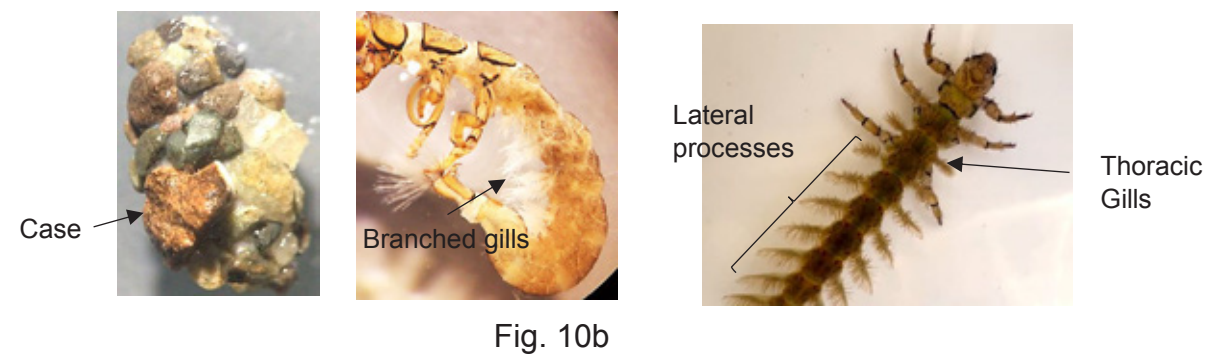 Case
Branched gills
Lateral
processes
Thoracic
Gills
Fig. 10b